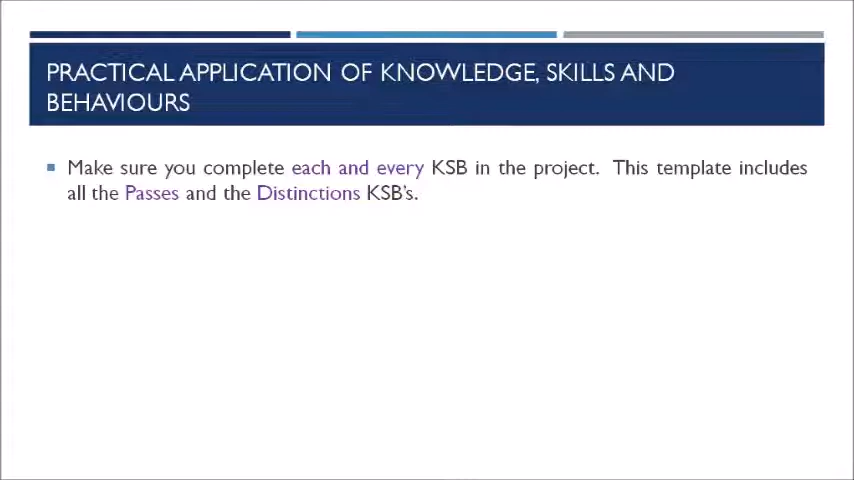 PRACTICAL APPLICATION OF KNOWLEDGE, SKILLS AND
BEHAVIOURS
Make sure you complete each and every KSB in the project. This template includes
all the Passes and the Distinctions KSB's.